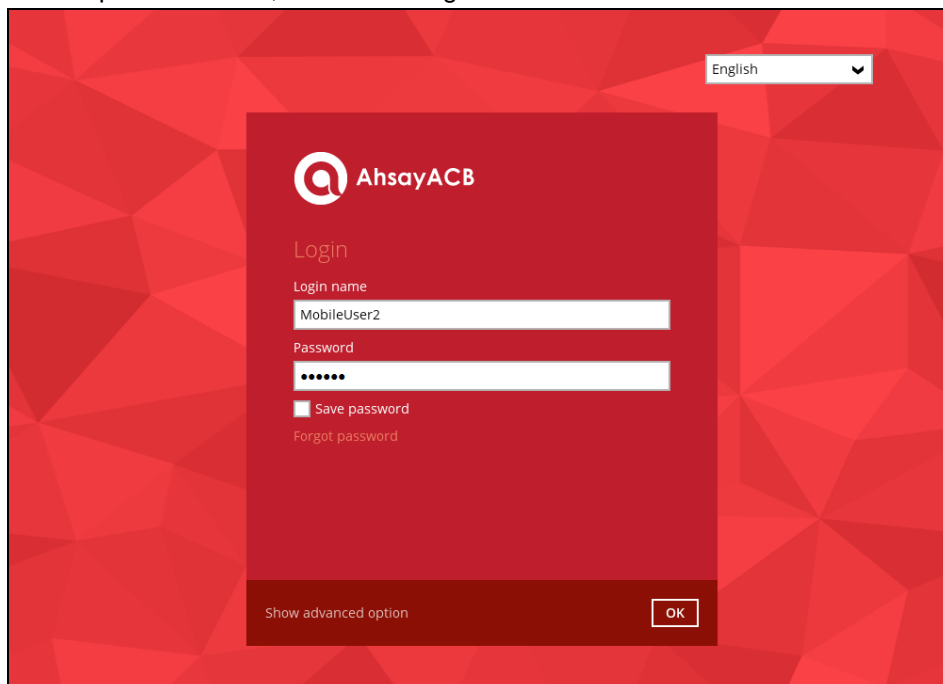 English
AhsayACB
Login
Login name
MobileUser2
Password
••••••
Save password
Forgot password
Show advanced option
OK